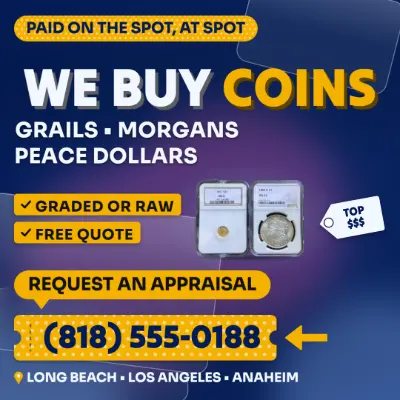 PAID ON THE SPOT, AT SPOT
WE BUY COINS
GRAILS ▪ MORGANS
PEACE DOLLARS
GRADED OR RAW
FREE QUOTE
TOP
$$$
REQUEST AN APPRAISAL
(818) 555-0188
LONG BEACH ▪ LOS ANGELES ▪ ANAHEIM